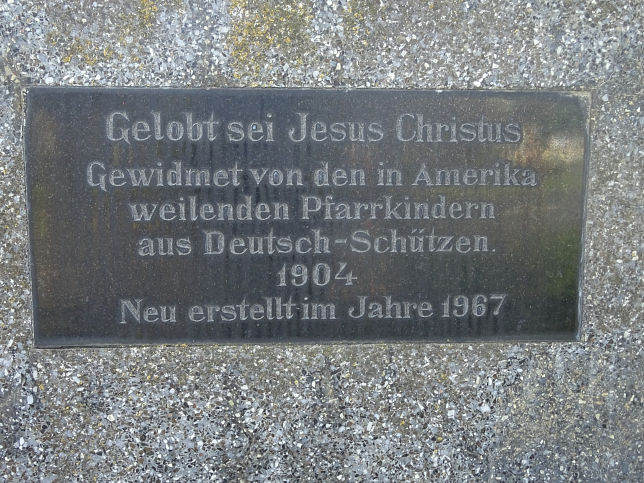 Gelobt sei Jesus Christus
Gewidmet von den in Amerika
weilenden Pfarrkindern
aus Deutsch-Schützen.
1904
Neu erstellt im Jahre 1967